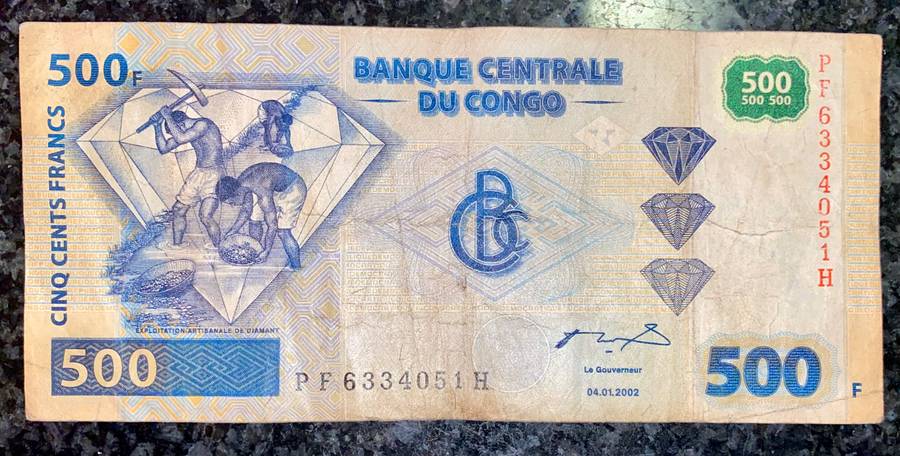 500F
BANQUE CENTRALE
DU CONGO
500
500 500
PF6334051H
CINQ CENTS FRANCS
BCC
EXPLOITATION ARTISANALE DE DIAMANT
500
PF6334051H
Le Gouverneur
04.01.2002
500F